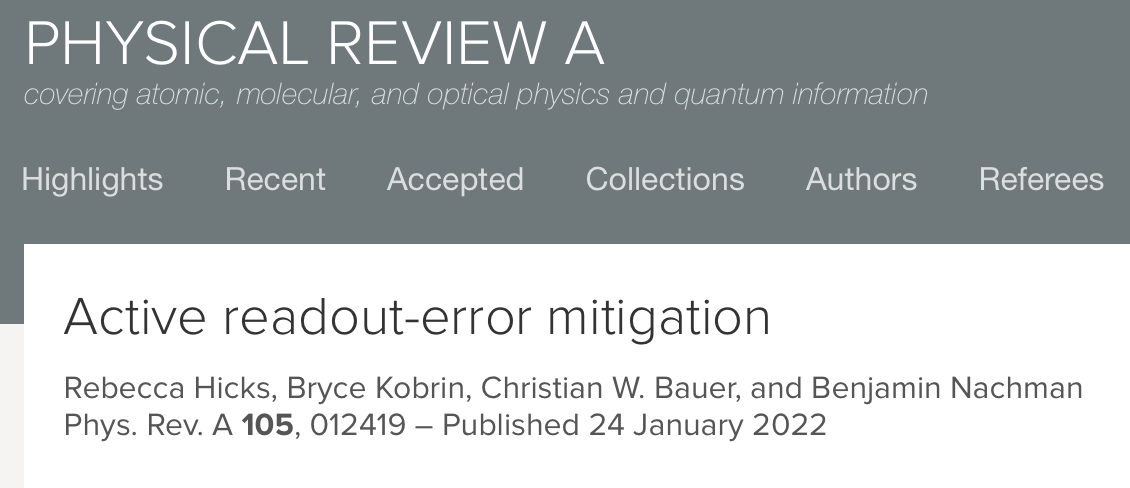 PHYSICAL REVIEW A
covering atomic, molecular, and optical physics and quantum information
Highlights Recent Accepted Collections Authors Referees
Active readout-error mitigation
Rebecca Hicks, Bryce Kobrin, Christian W. Bauer, and Benjamin Nachman
Phys. Rev. A 105, 012419 – Published 24 January 2022